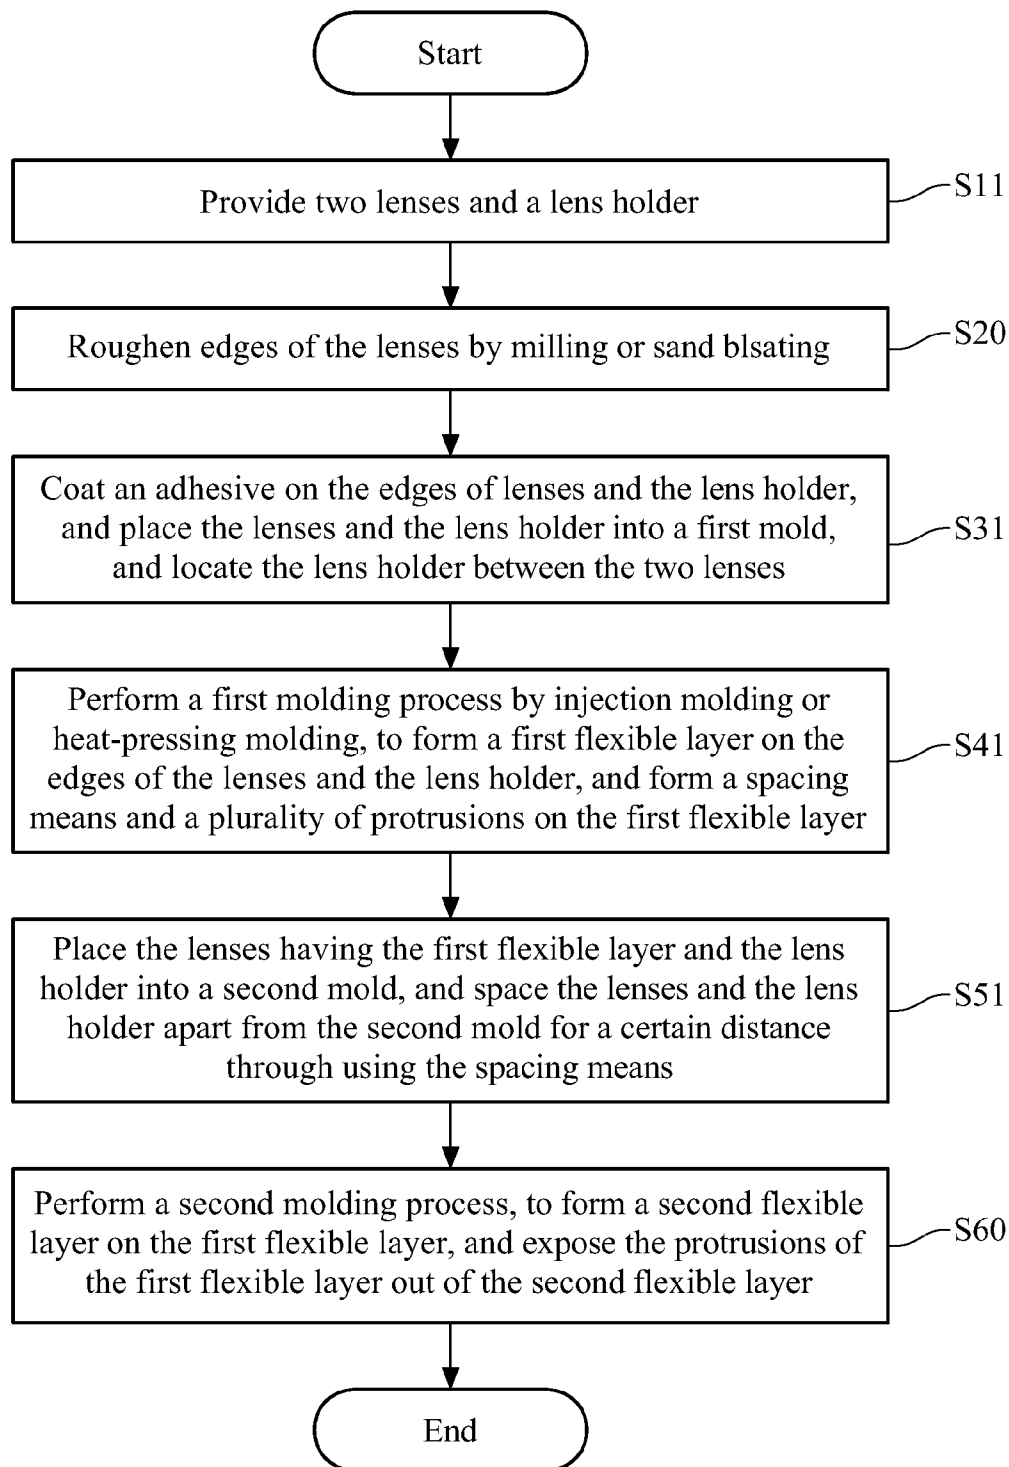 Start
Provide two lenses and a lens holder
S11
Roughen edges of the lenses by milling or sand blsating
S20
Coat an adhesive on the edges of lenses and the lens holder,
and place the lenses and the lens holder into a first mold,
and locate the lens holder between the two lenses
S31
Perform a first molding process by injection molding or
heat-pressing molding, to form a first flexible layer on the
edges of the lenses and the lens holder, and form a spacing
means and a plurality of protrusions on the first flexible layer
S41
Place the lenses having the first flexible layer and the lens
holder into a second mold, and space the lenses and the lens
holder apart from the second mold for a certain distance
through using the spacing means
S51
Perform a second molding process, to form a second flexible
layer on the first flexible layer, and expose the protrusions of
the first flexible layer out of the second flexible layer
S60
End